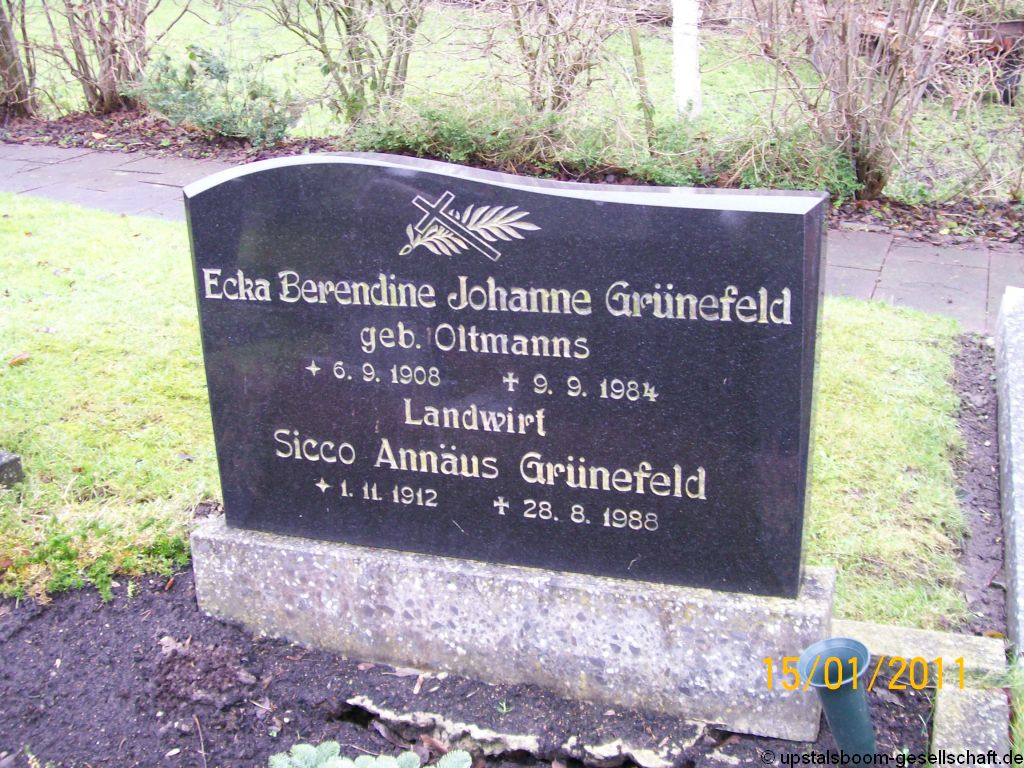 Ecka Berendine Johanne Grünefeld
geb. Oltmanns
✦ 6. 9. 1908 ✝ 9. 9. 1984
Landwirt
Sicco Annäus Grünefeld
✦ 1. 11. 1912 ✝ 28. 8. 1988
15/01/2011
© upstalsboom-gesellschaft.de